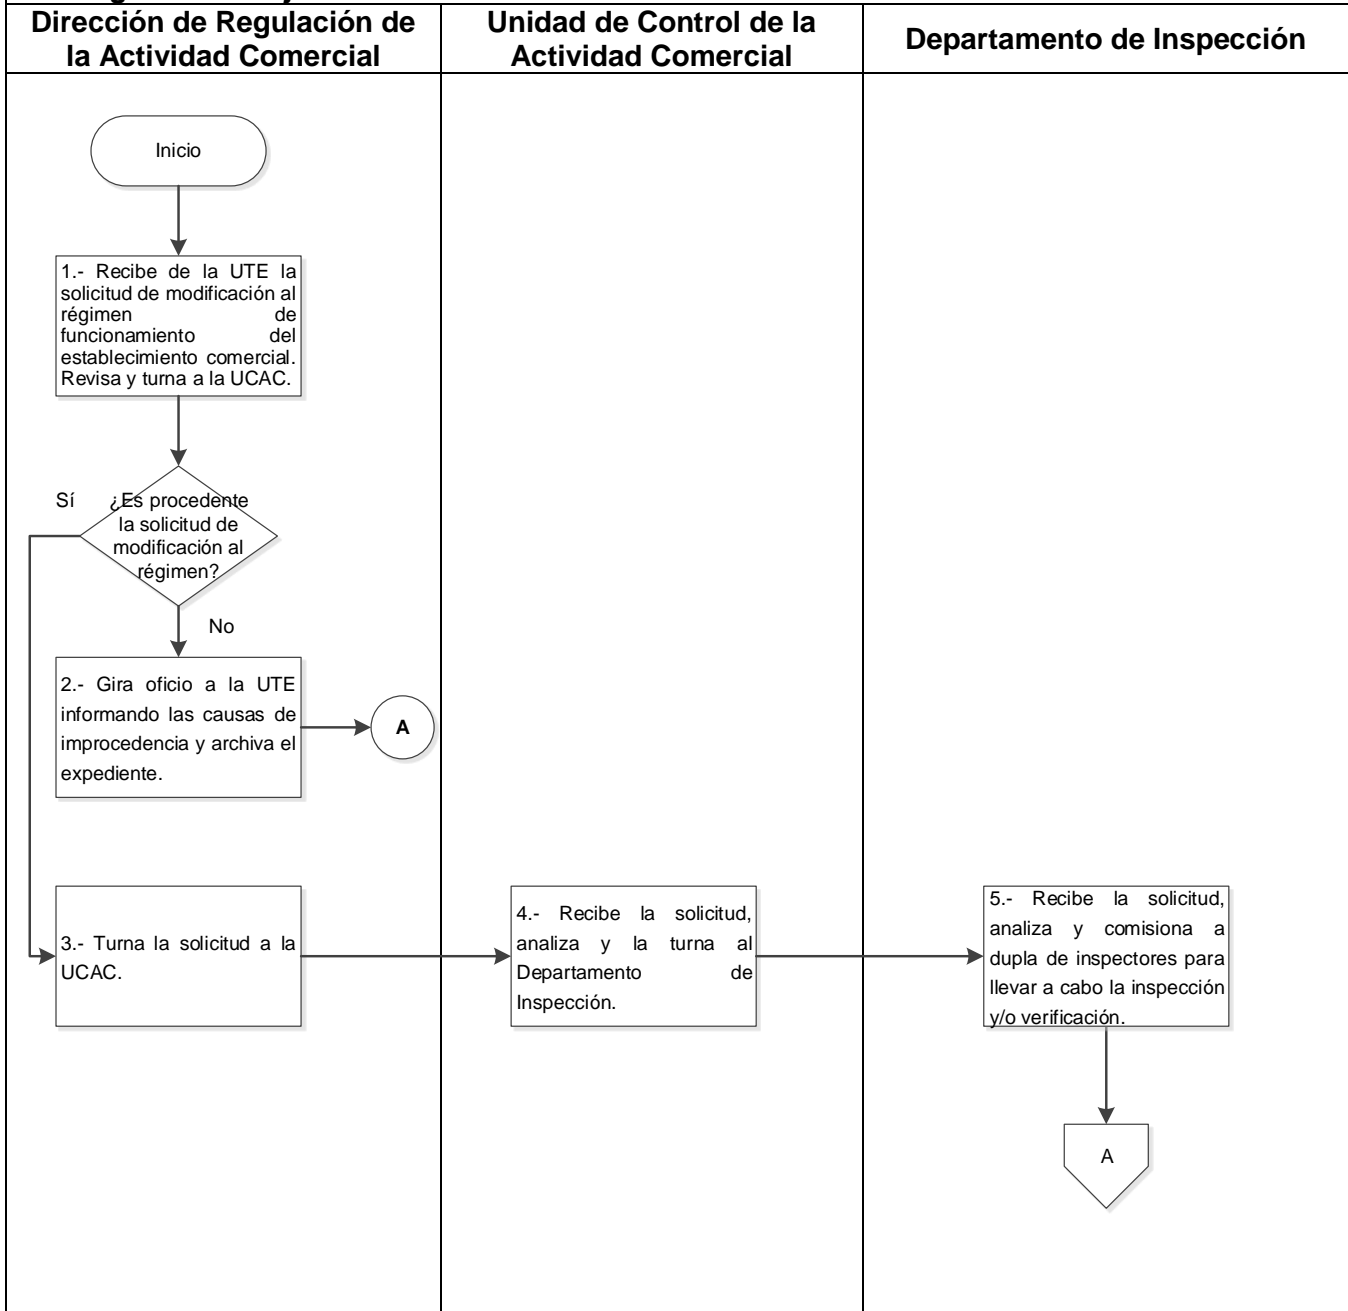 Dirección de Regulación de
la Actividad Comercial
Unidad de Control de la
Actividad Comercial
Departamento de Inspección
Inicio
1.- Recibe de la UTE la
solicitud de modificación al
régimen de
funcionamiento del
establecimiento comercial.
Revisa y turna a la UCAC.
Sí
¿Es procedente
la solicitud de
modificación al
régimen?
No
2.- Gira oficio a la UTE
informando las causas de
improcedencia y archiva el
expediente.
A
3.- Turna la solicitud a la
UCAC.
4.- Recibe la solicitud,
analiza y la turna al
Departamento de
Inspección.
5.- Recibe la solicitud,
analiza y comisiona a
dupla de inspectores para
llevar a cabo la inspección
y/o verificación.
A